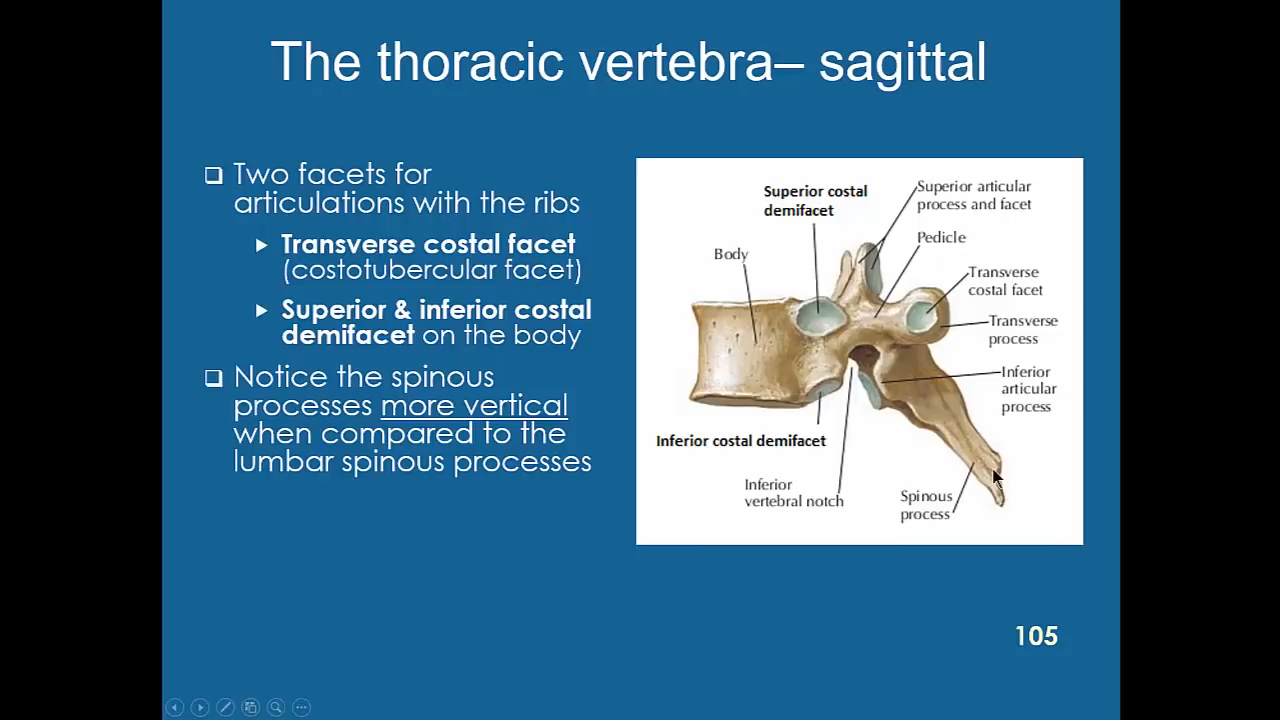 The thoracic vertebra– sagittal
Two facets for
articulations with the ribs
Transverse costal facet
(costotubercular facet)
Superior & inferior costal
demifacet on the body
Notice the spinous
processes more vertical
when compared to the
lumbar spinous processes
Superior costal
demifacet
Superior articular
process and facet
Body
Pedicle
Transverse
costal facet
Transverse
process
Inferior
articular
process
Inferior costal demifacet
Inferior
vertebral notch
Spinous
process
105